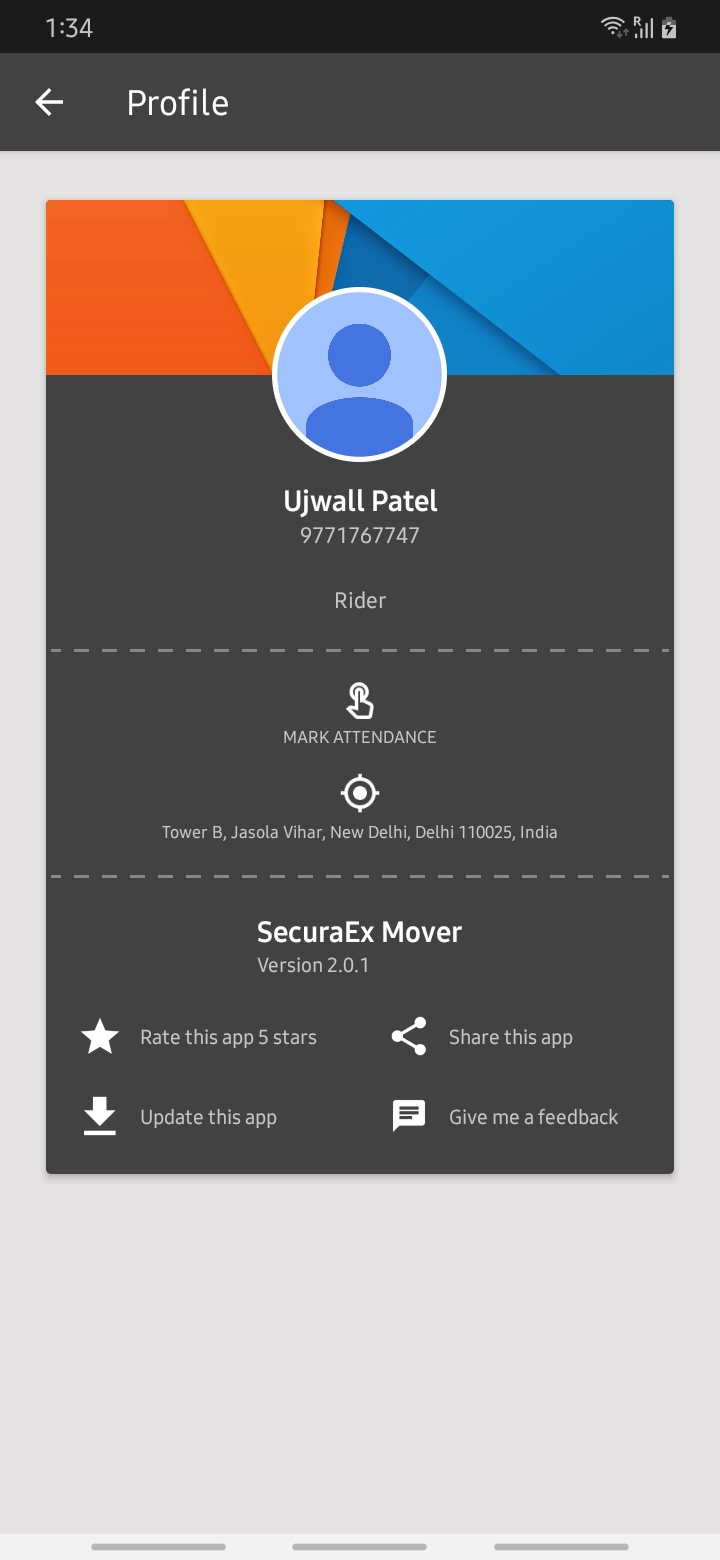 1:34
R
Profile
Ujwall Patel
9771767747
Rider
MARK ATTENDANCE
Tower B, Jasola Vihar, New Delhi, Delhi 110025, India
SecuraEx Mover
Version 2.0.1
Rate this app 5 stars
Share this app
Update this app
Give me a feedback